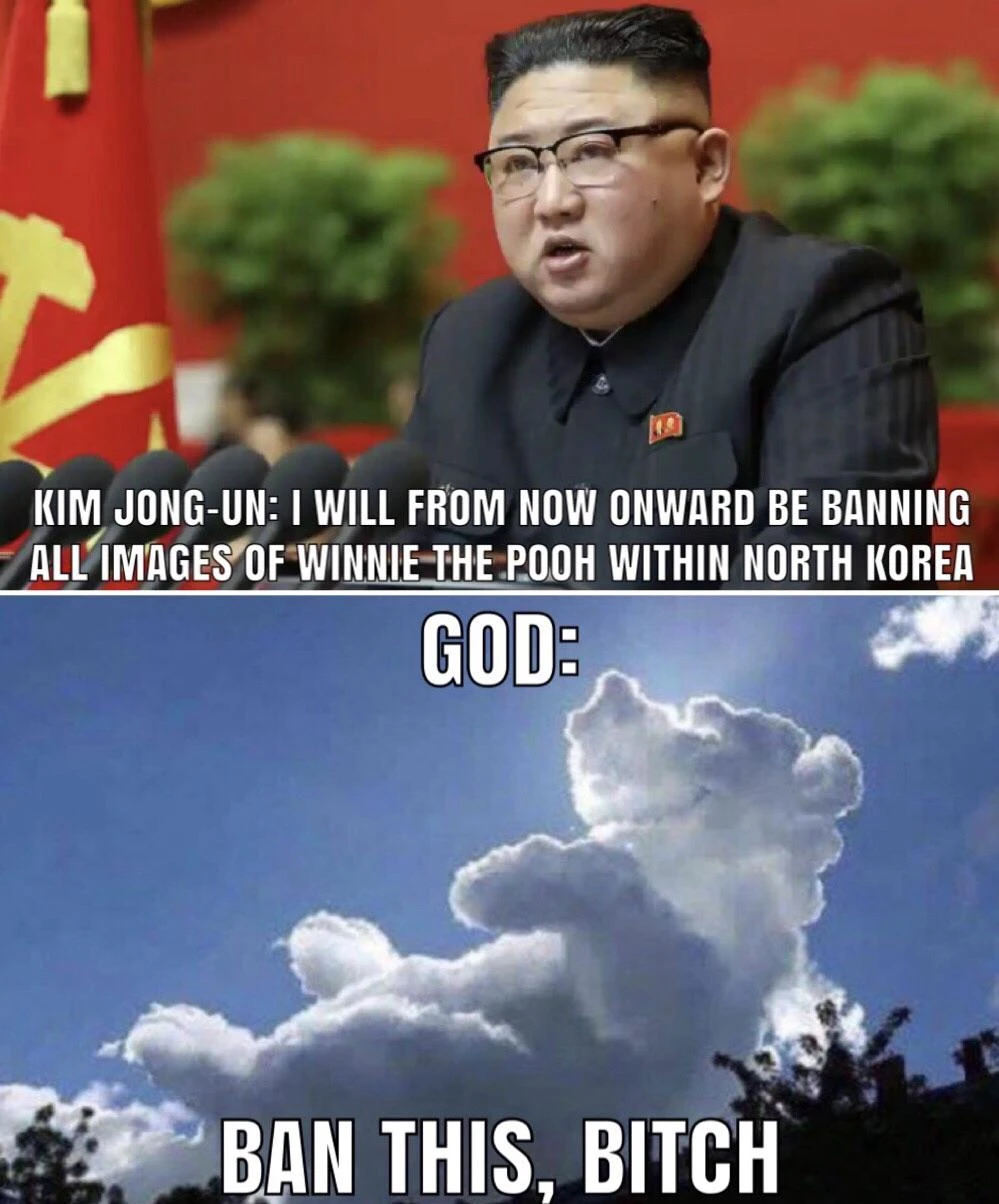 KIM JONG-UN: I WILL FROM NOW ONWARD BE BANNING
ALL IMAGES OF WINNIE THE POOH WITHIN NORTH KOREA
GOD:
BAN THIS, BITCH